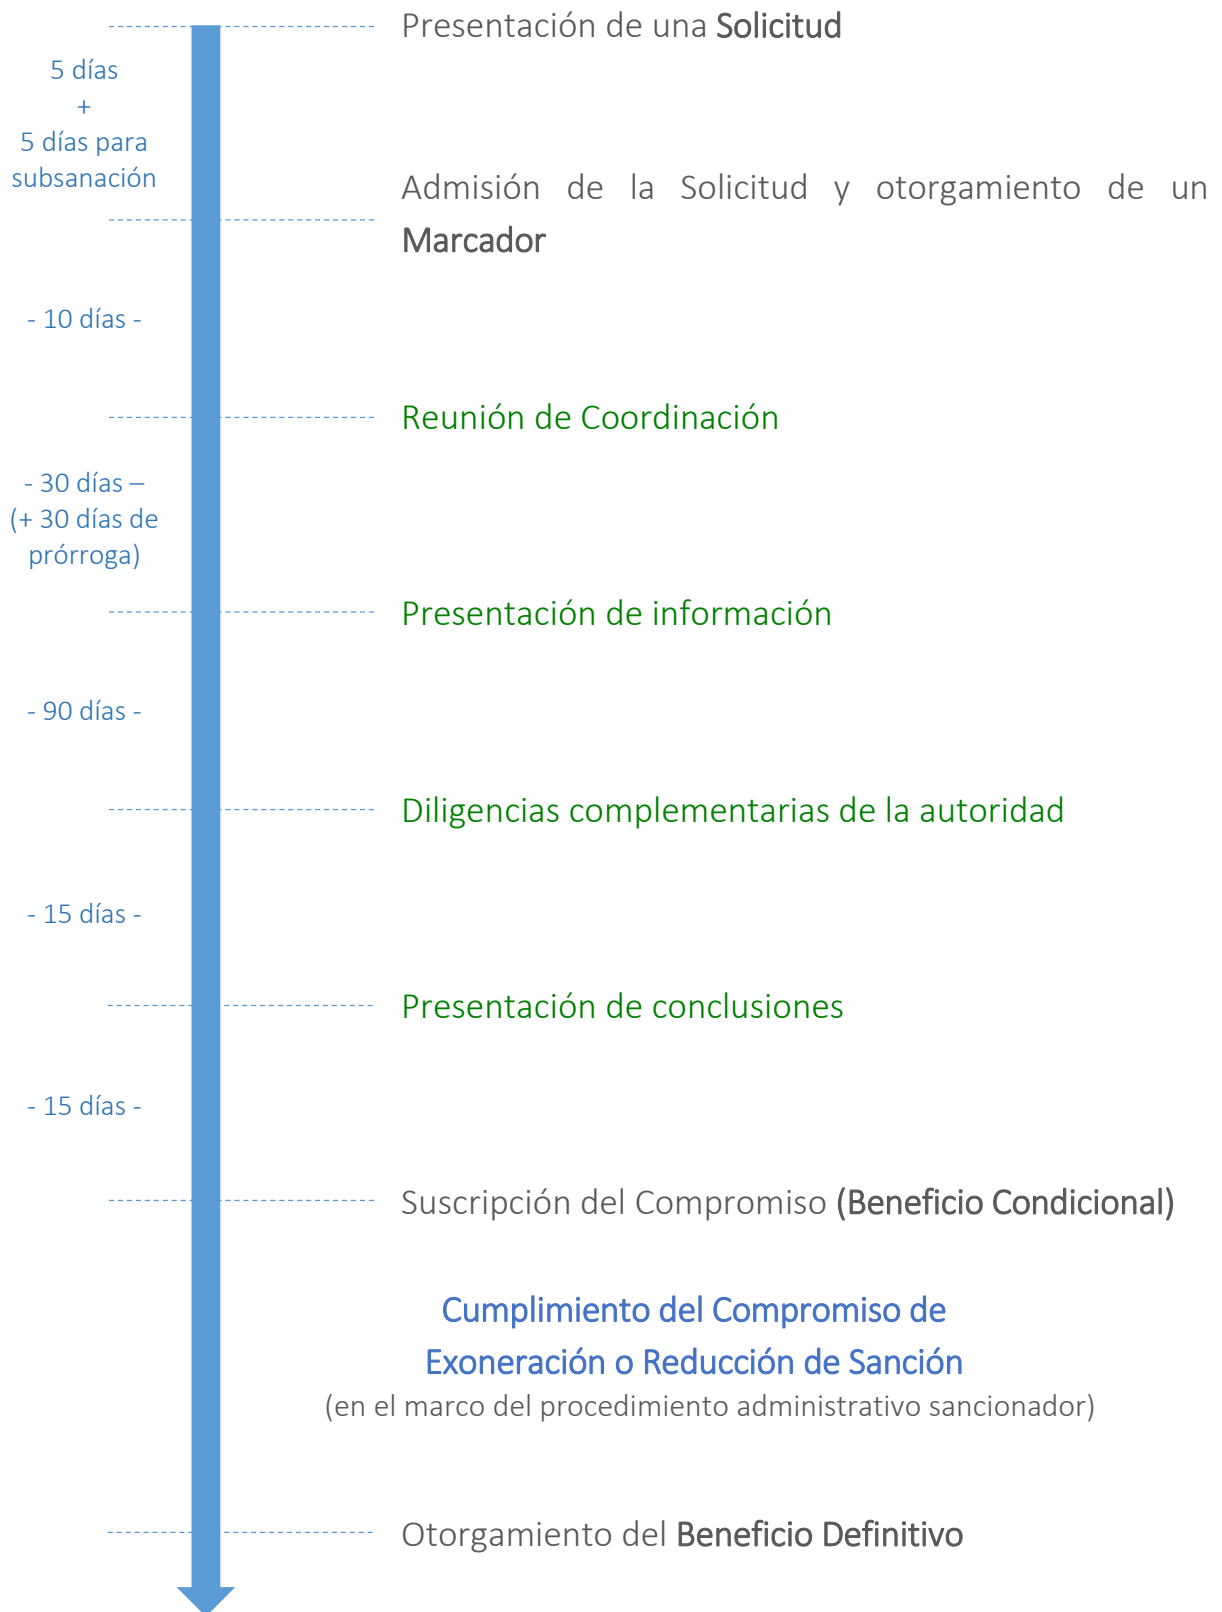 Presentación de una Solicitud
5 días
+
5 días para
subsanación
Admisión de la Solicitud y otorgamiento de un
Marcador
- 10 días -
Reunión de Coordinación
- 30 días –
(+ 30 días de
prórroga)
Presentación de información
- 90 días -
Diligencias complementarias de la autoridad
- 15 días -
Presentación de conclusiones
- 15 días -
Suscripción del Compromiso (Beneficio Condicional)
Cumplimiento del Compromiso de
Exoneración o Reducción de Sanción
(en el marco del procedimiento administrativo sancionador)
Otorgamiento del Beneficio Definitivo